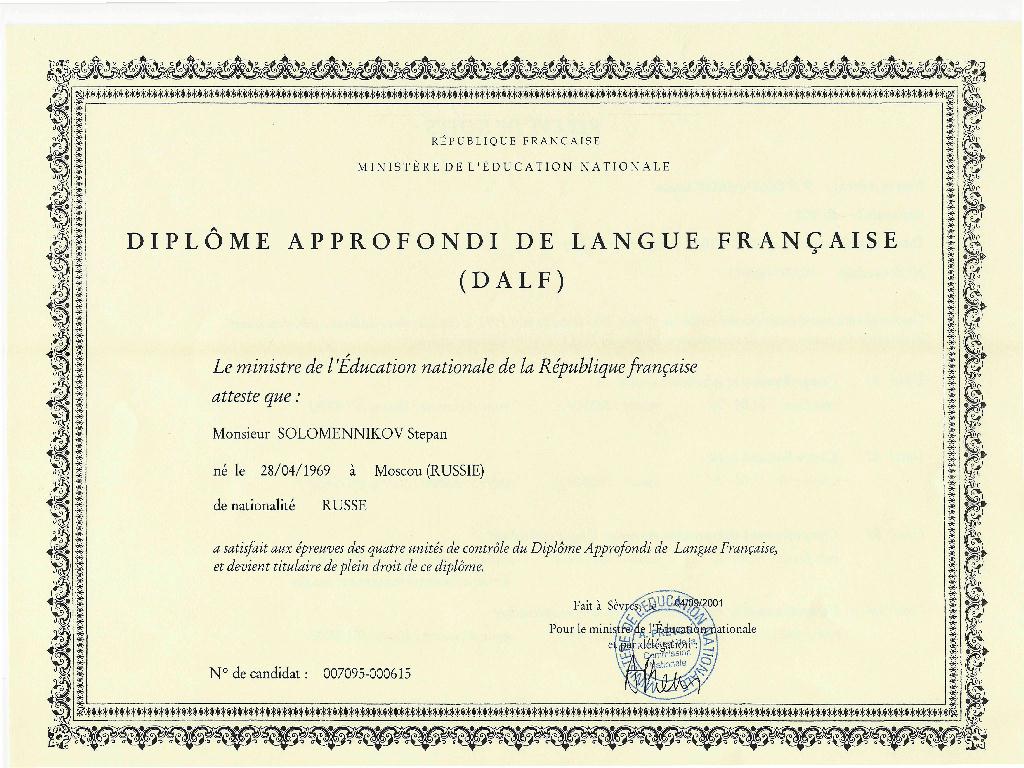 RÉPUBLIQUE FRANÇAISE
MINISTÈRE DE L'ÉDUCATION NATIONALE
DIPLÔME APPROFONDI DE LANGUE FRANÇAISE
(DALF)
Le ministre de l'Éducation nationale de la République française
atteste que :
Monsieur SOLOMENNIKOV Stepan
né le 28/04/1969 à Moscou (RUSSIE)
de nationalité RUSSE
a satisfait aux épreuves des quatre unités de contrôle du Diplôme Approfondi de Langue Française,
et devient titulaire de plein droit de ce diplôme.
Fait à Sèvres, le 04/09/2001
Pour le ministre de l'Éducation nationale
et par délégation :
Commission
Nationale
N° de candidat : 007095-000615